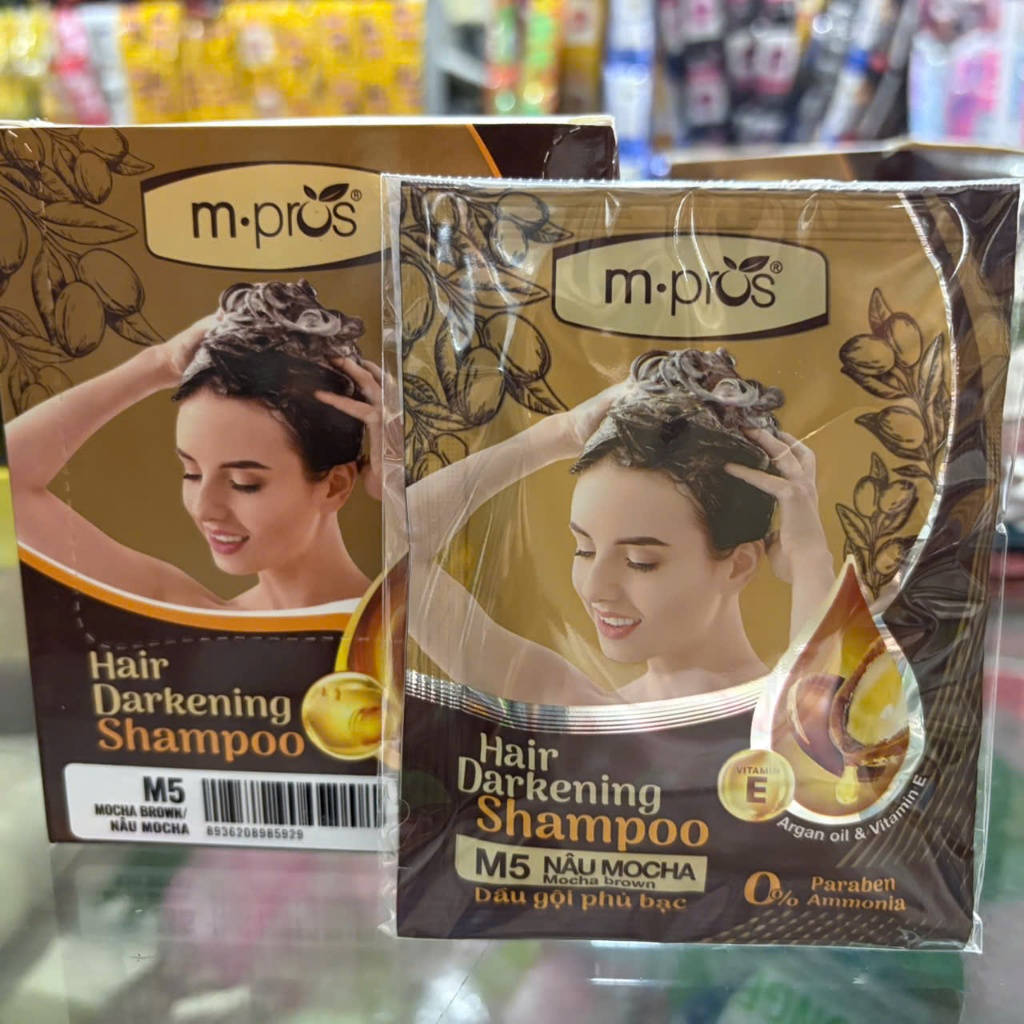 m.pros®
Hair
Darkening
Shampoo
M5
MOCHA BROWN/
NÂU MOCHA
8936208985929
m.pros®
Hair
Darkening
Shampoo
M5 NÂU MOCHA
Mocha brown
Dầu gội phủ bạc
VITAMIN
E
Argan oil & Vitamin E
0% Paraben
Ammonia